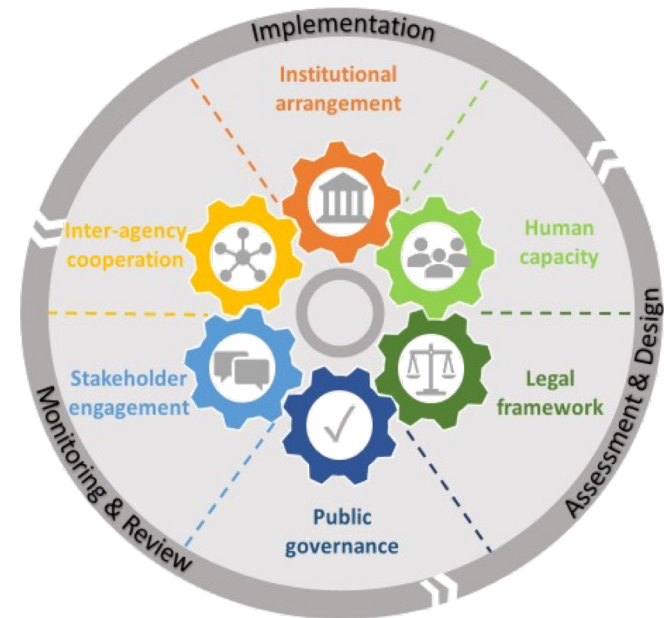 Implementation
Institutional
arrangement
Inter-agency
cooperation
Human
capacity
Stakeholder
engagement
Legal
framework
Public
governance
Monitoring & Review
Assessment & Design